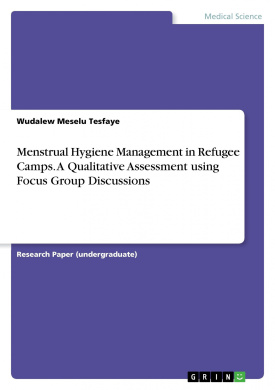 Medical Science
Wudalew Meselu Tesfaye
Menstrual Hygiene Management in Refugee
Camps. A Qualitative Assessment using
Focus Group Discussions
Research Paper (undergraduate)
GRIN